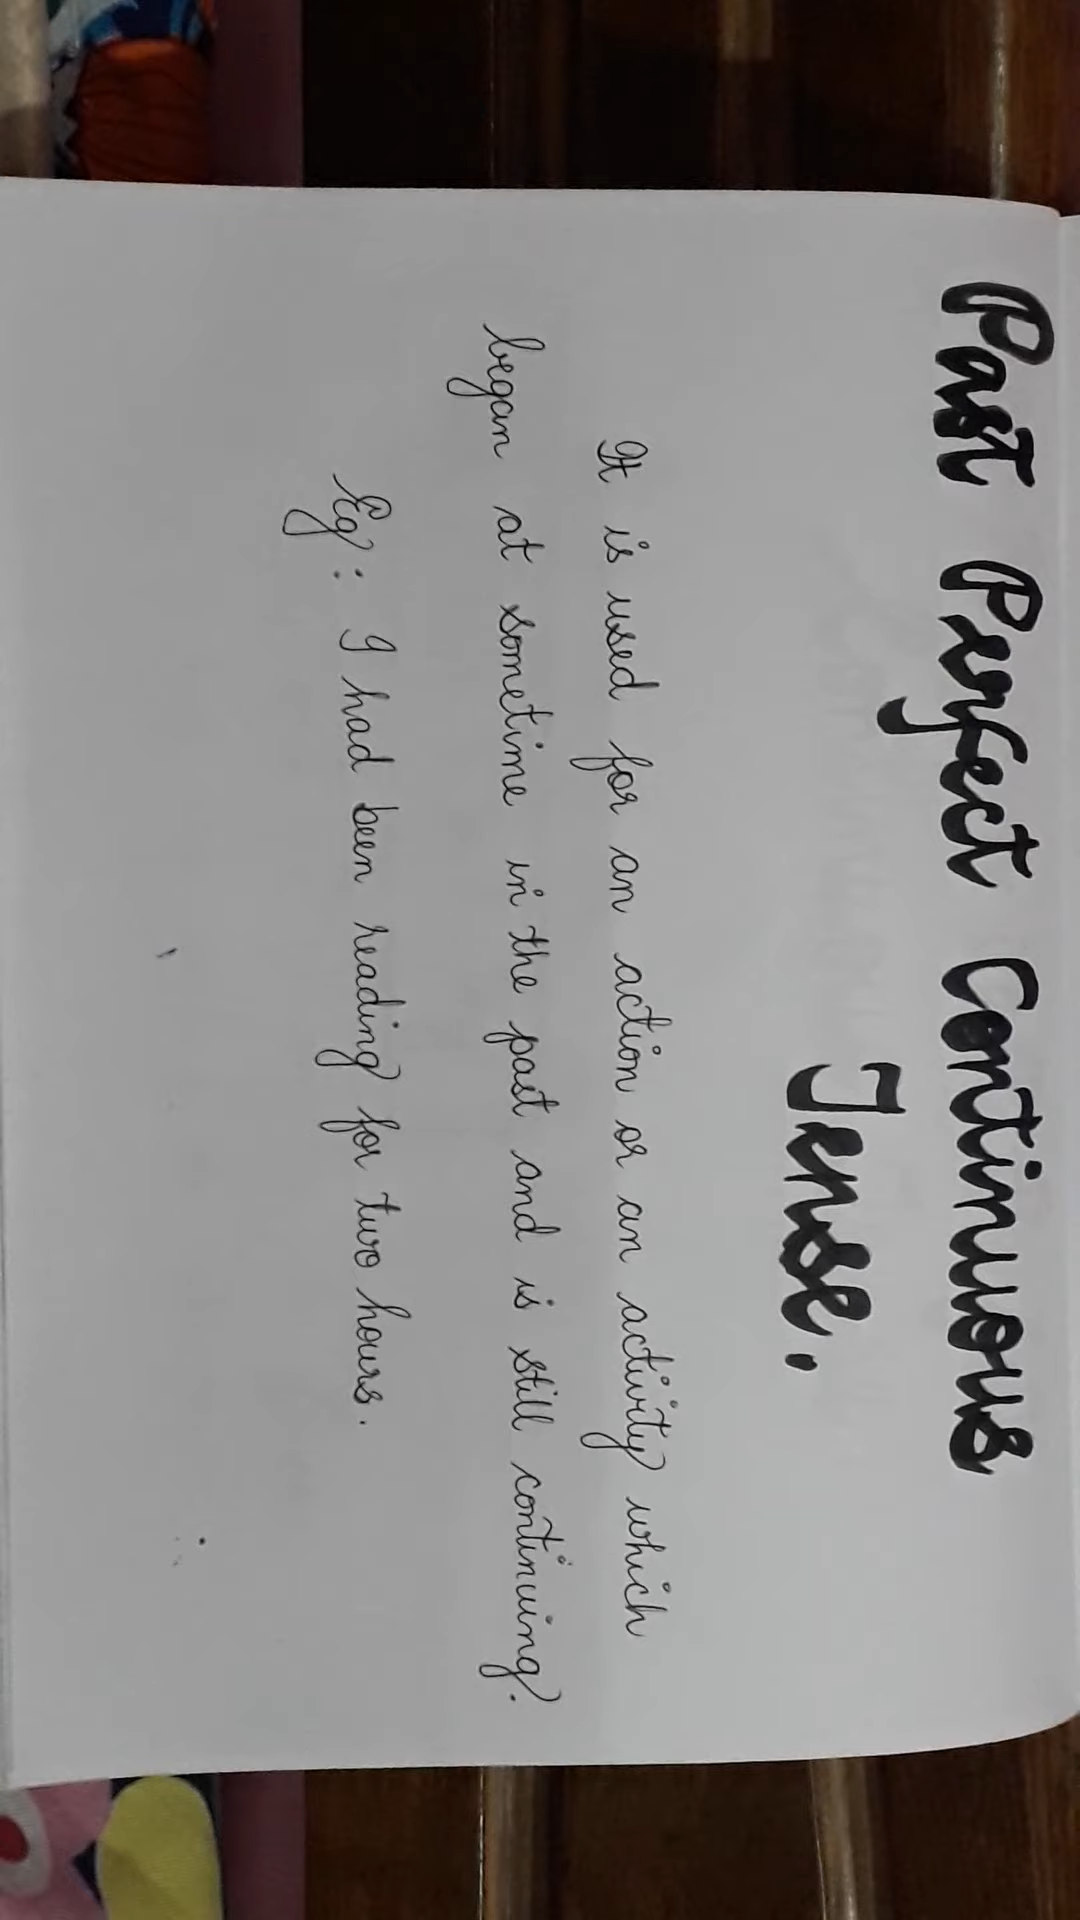 Past Perfect Continuous
Tense.
It is used for an action or an activity which
began at sometime in the past and is still continuing.
Eg: I had been reading for two hours.